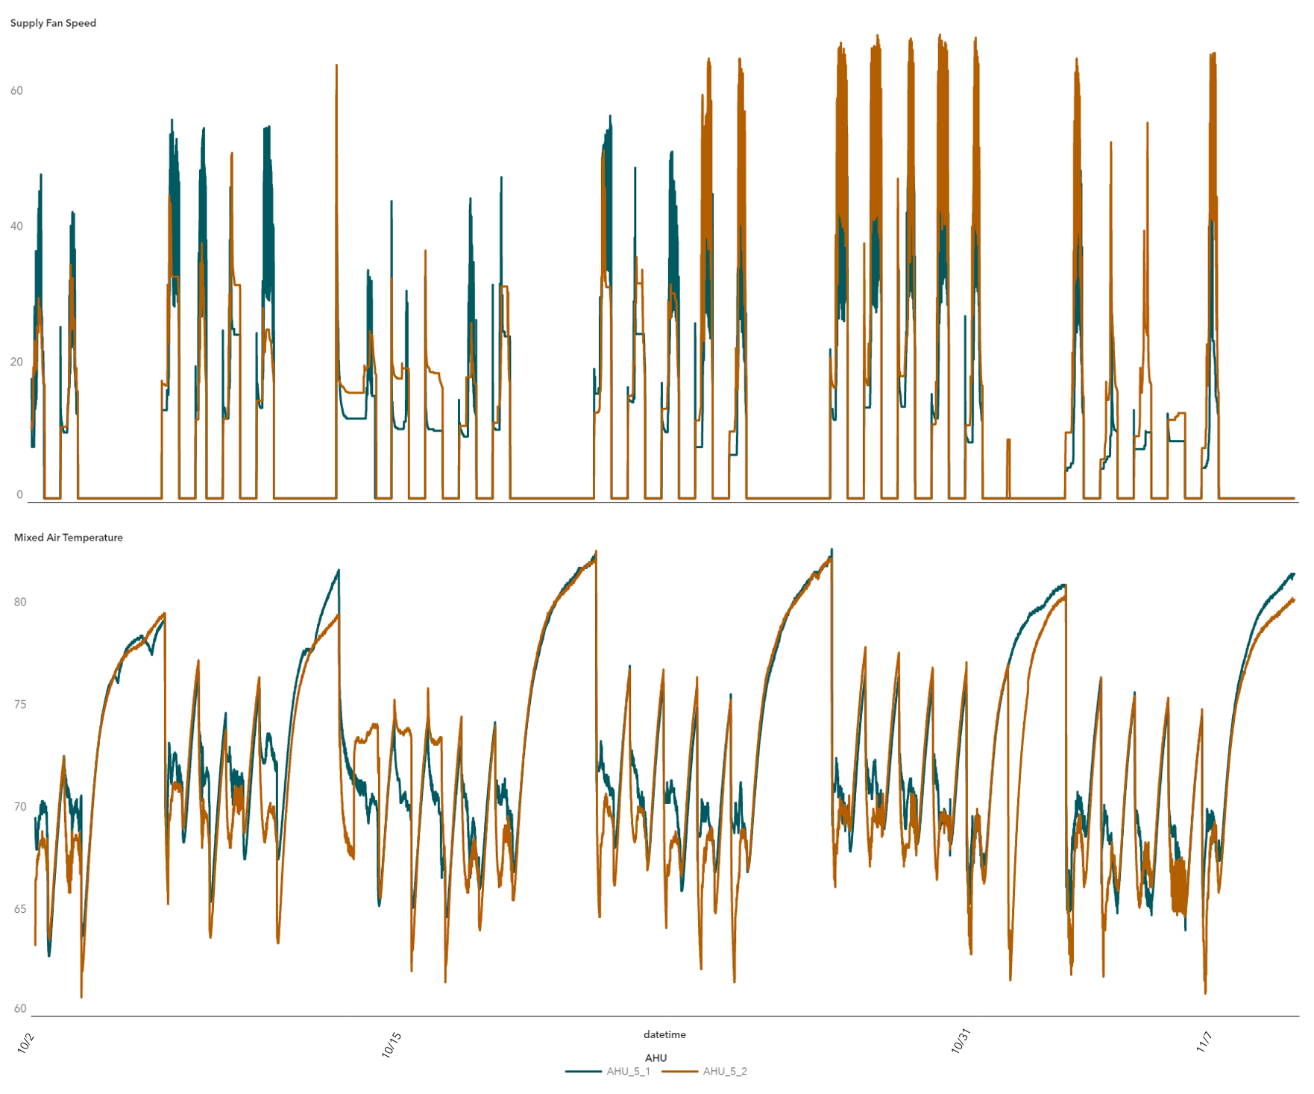 Supply Fan Speed
60
40
20
0
Mixed Air Temperature
80
75
70
65
60
10/2
10/15
datetime
10/31
11/7
AHU
AHU_5_1
AHU_5_2